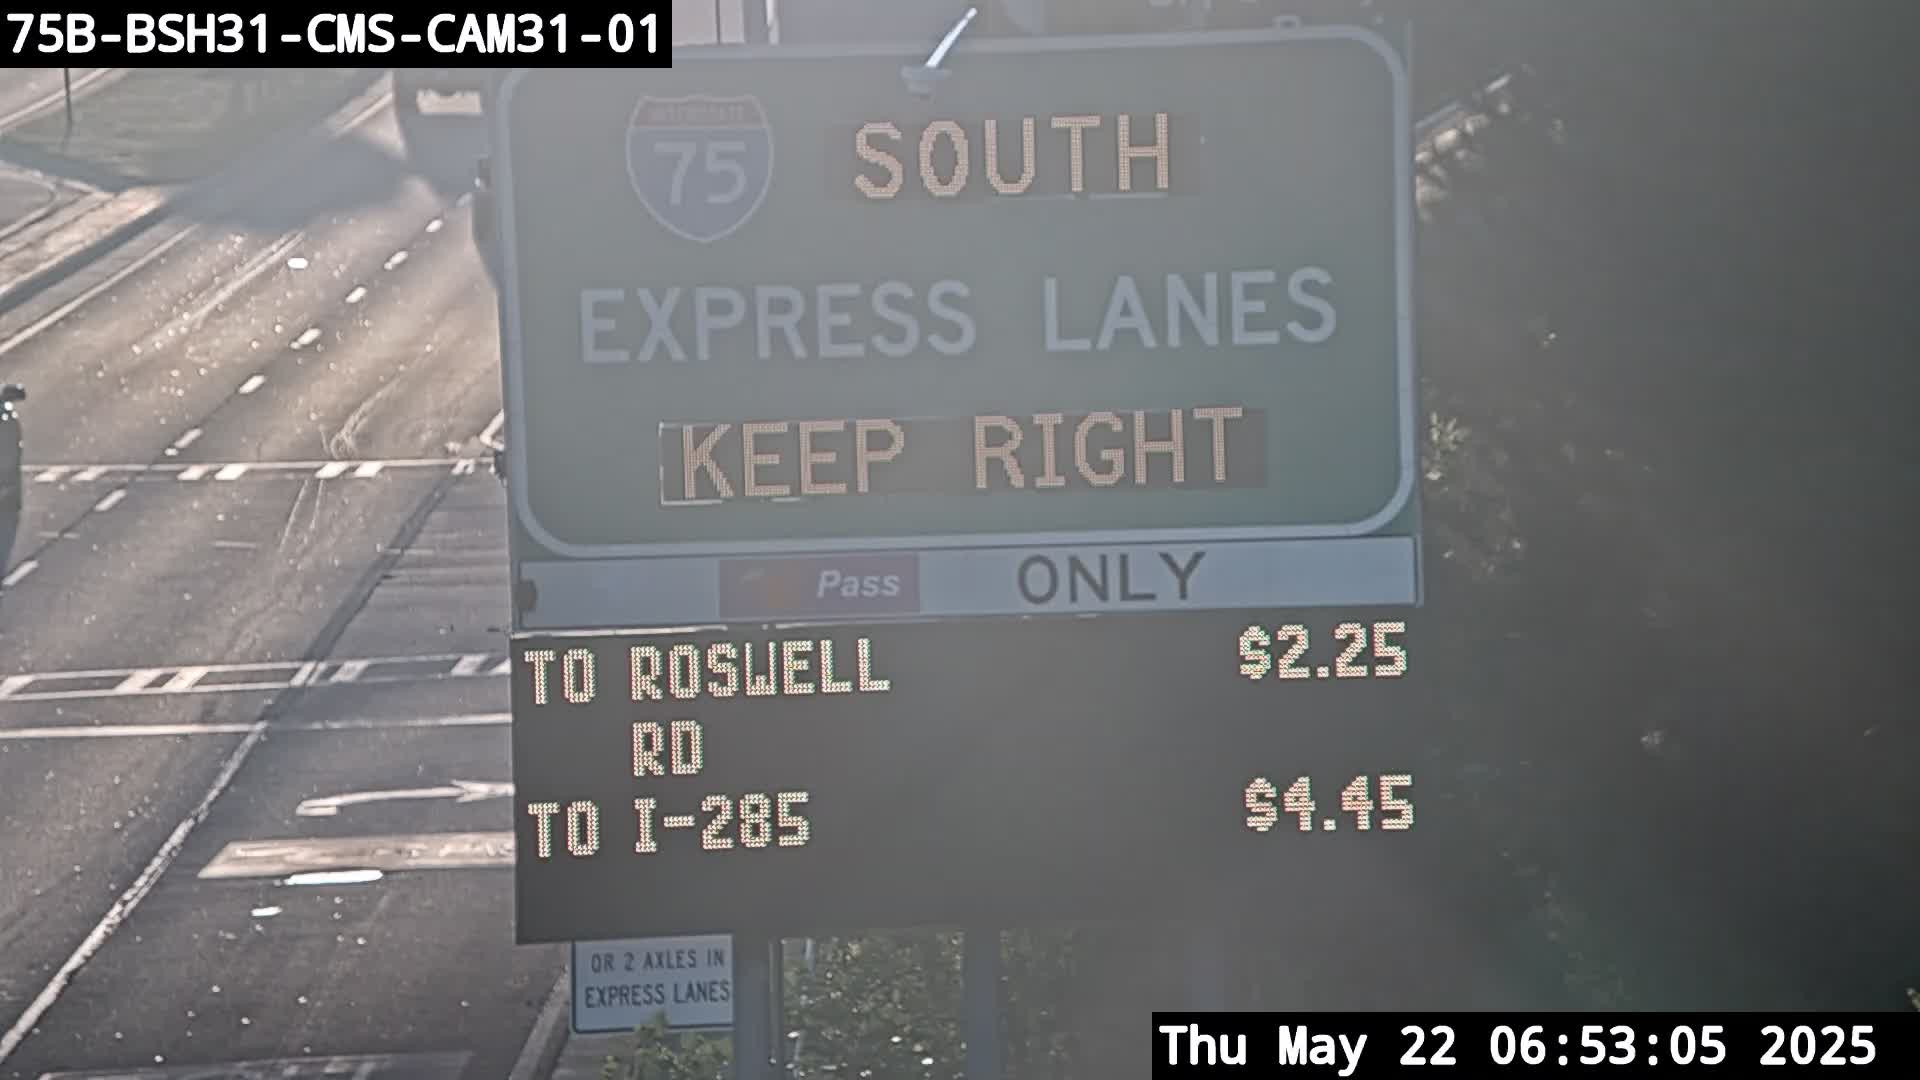 75B-BSH31-CMS-CAM31-01
INTERSTATE
75
SOUTH
EXPRESS LANES
KEEP RIGHT
Pass ONLY
TO ROSWELL $2.25
RD
TO I-285 $4.45
OR 2 AXLES IN
EXPRESS LANES
Thu May 22 06:53:05 2025